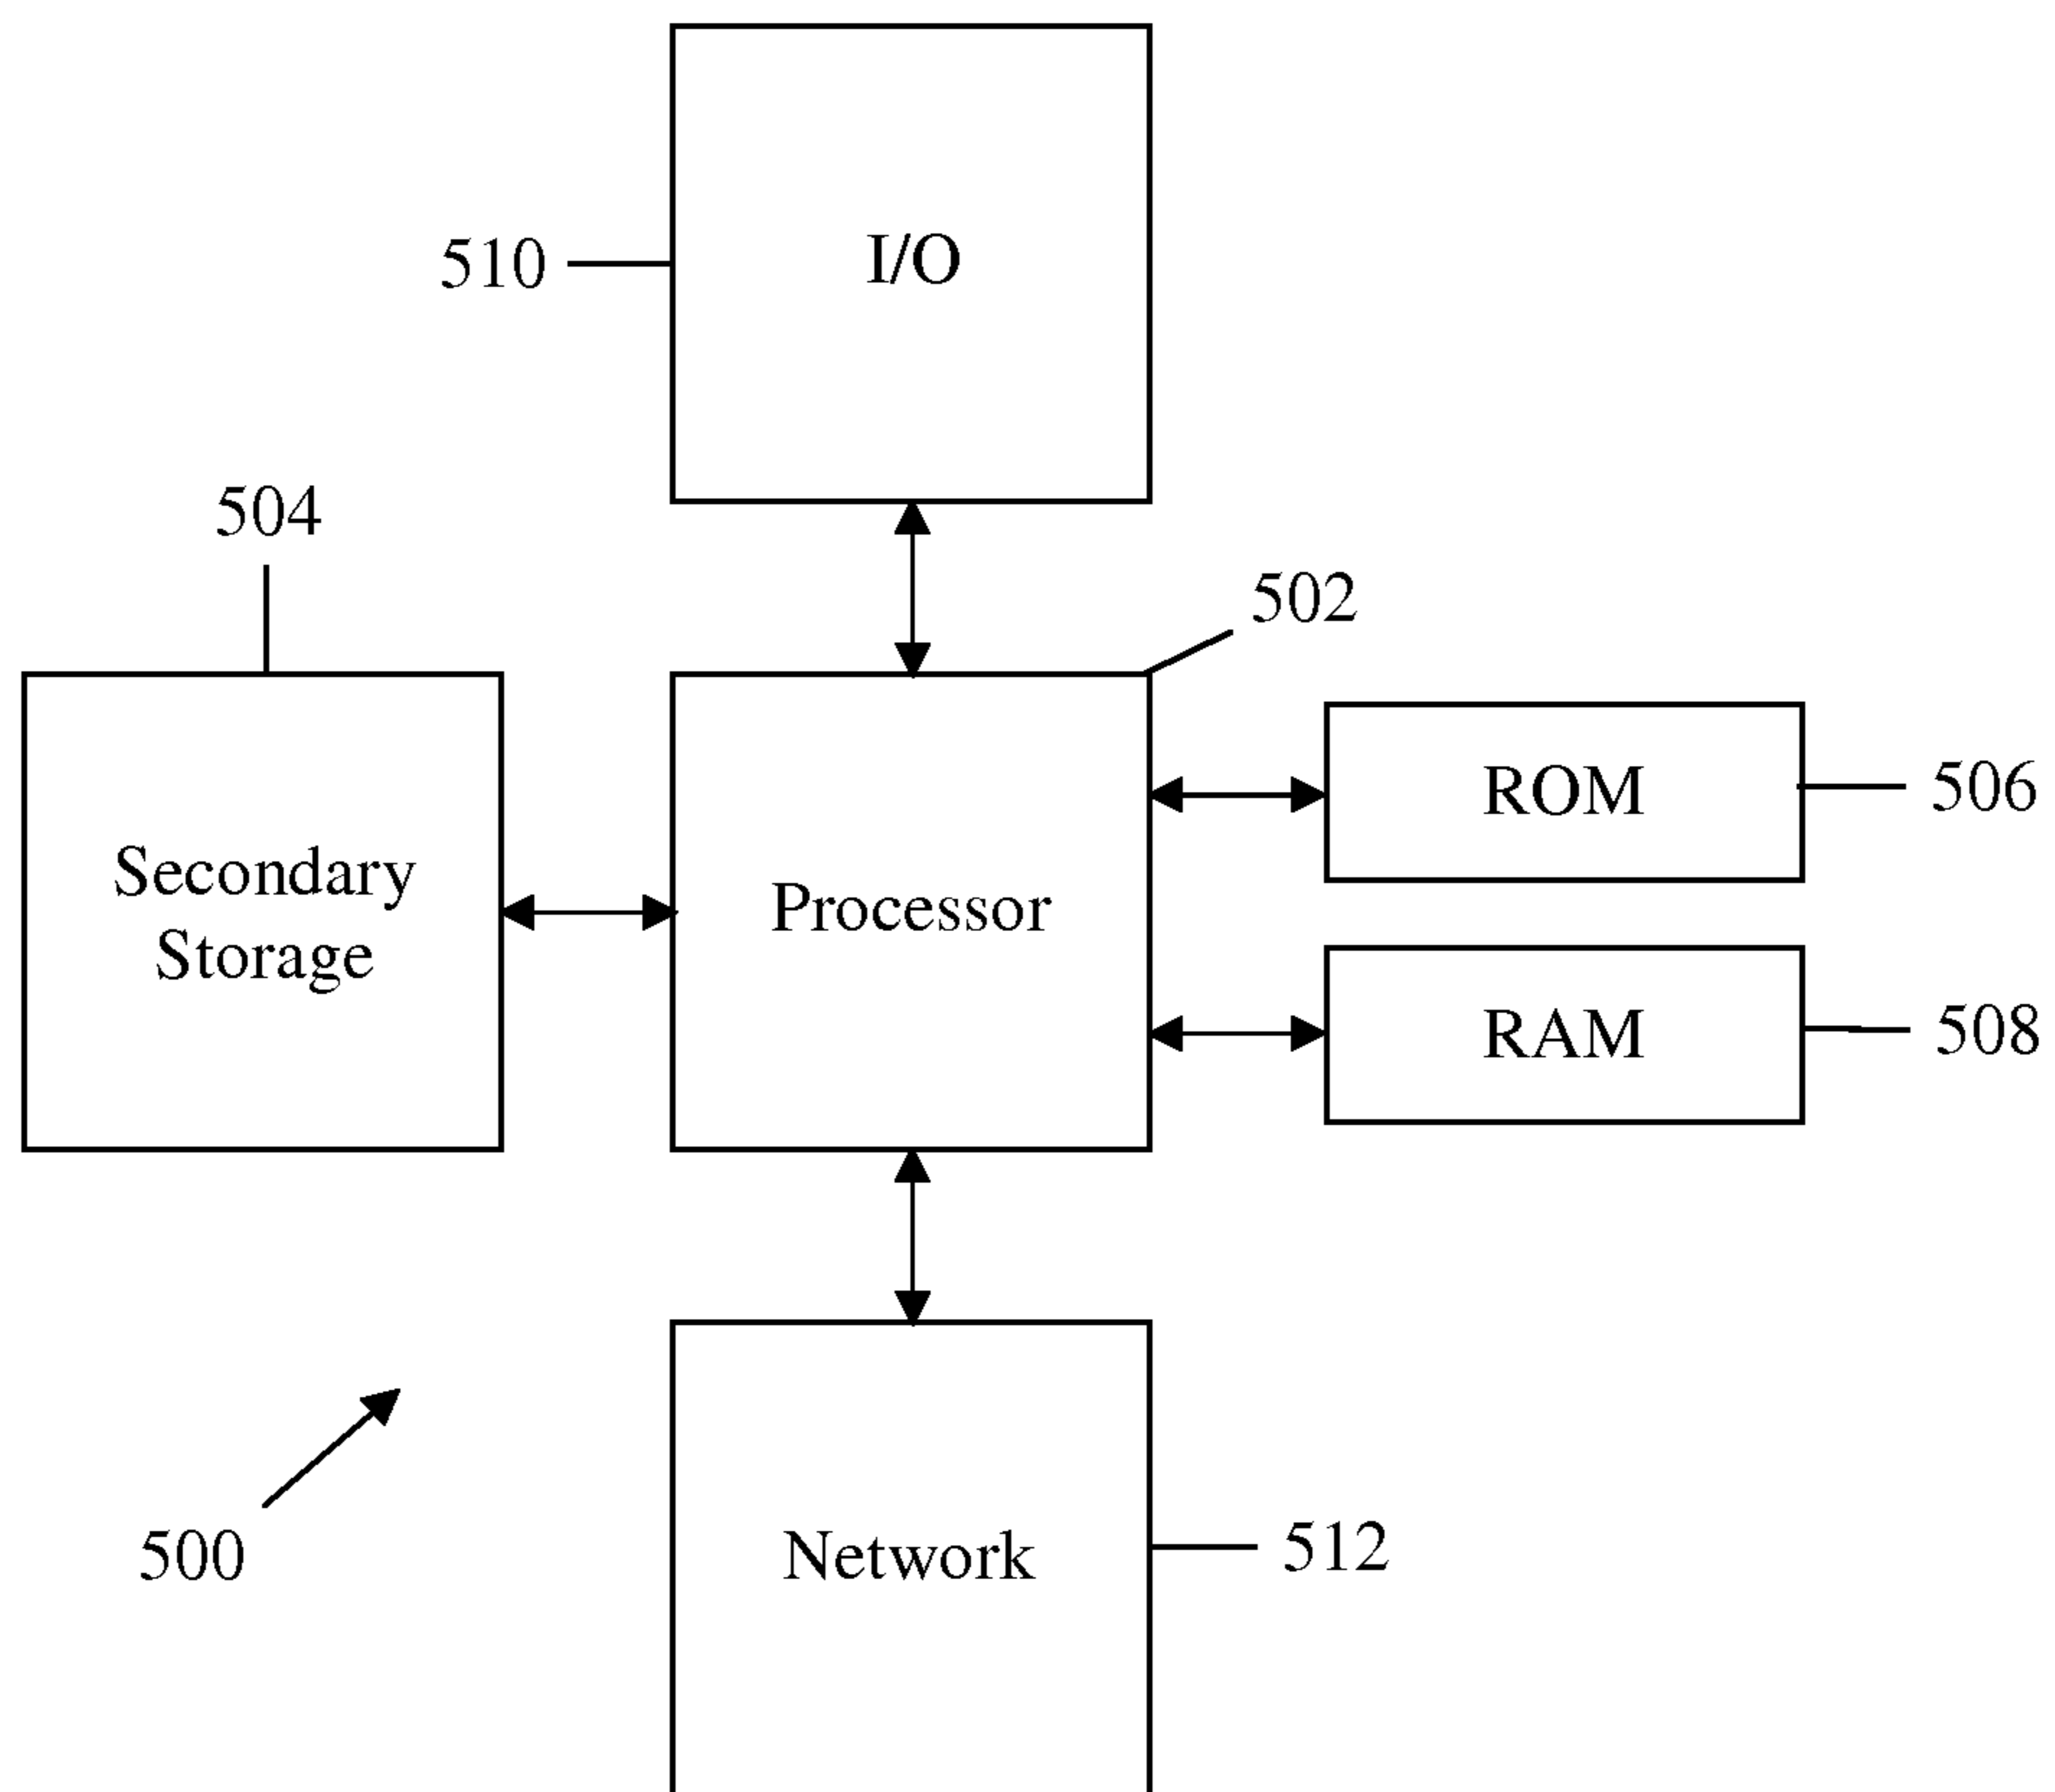 I/O
510
504
502
ROM
506
Secondary
Storage
Processor
RAM
508
500
Network
512